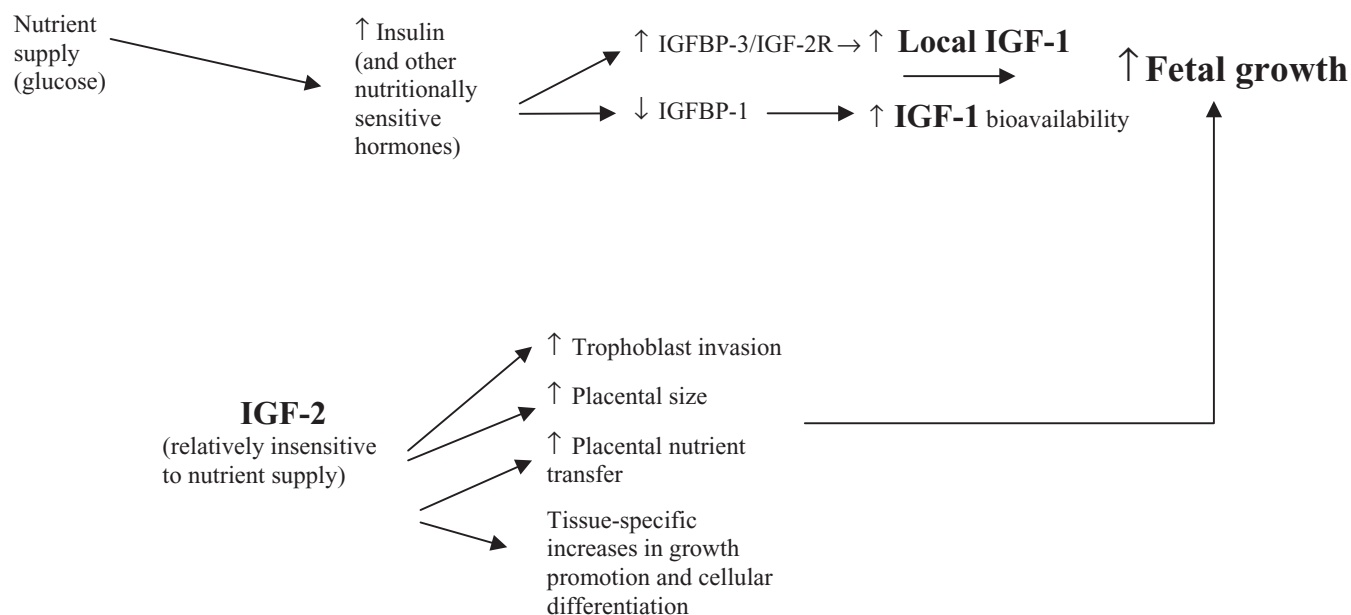 Nutrient
supply
(glucose)
↑ Insulin
(and other
nutritionally
sensitive
hormones)
↑ IGFBP-3/IGF-2R → ↑ Local IGF-1
↓ IGFBP-1
↑ IGF-1 bioavailability
↑ Fetal growth
IGF-2
(relatively insensitive
to nutrient supply)
↑ Trophoblast invasion
↑ Placental size
↑ Placental nutrient
transfer
Tissue-specific
increases in growth
promotion and cellular
differentiation